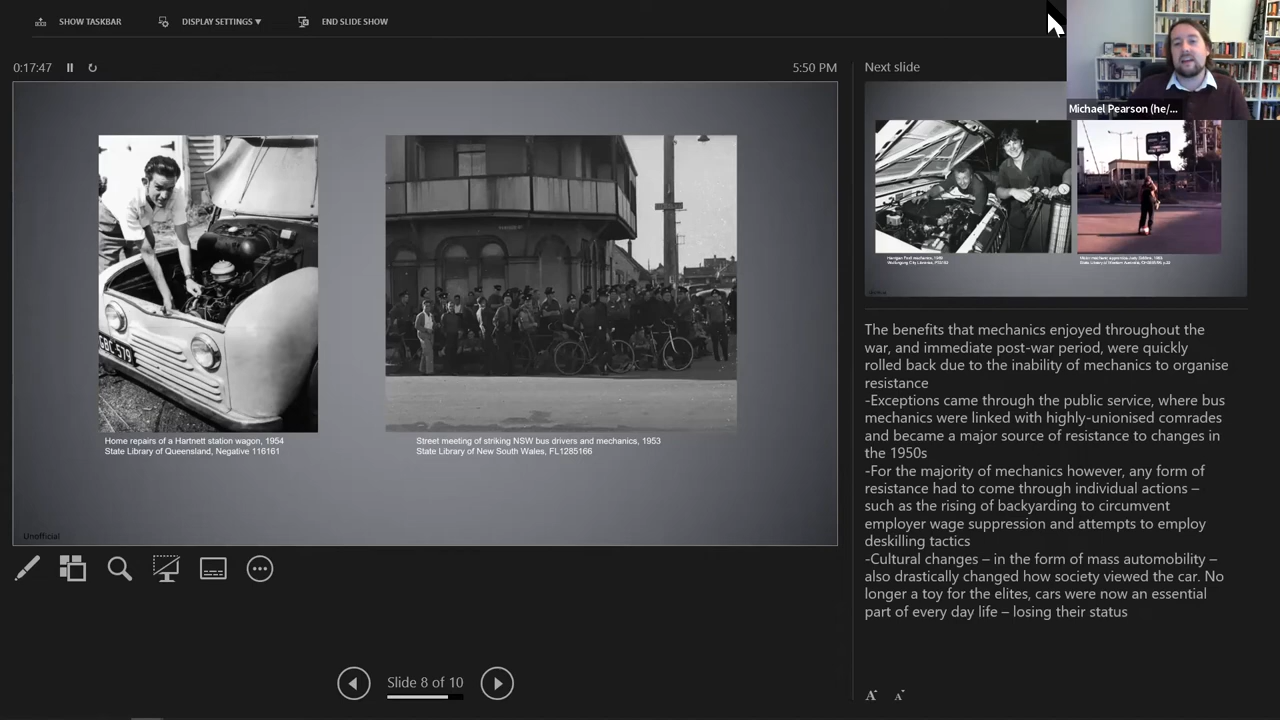 SHOW TASKBAR
DISPLAY SETTINGS
END SLIDE SHOW
0:17:47
5:50 PM
Next slide
Michael Pearson (he/...
GBC 579
Home repairs of a Hartnett station wagon, 1954
State Library of Queensland, Negative 116161
Street meeting of striking NSW bus drivers and mechanics, 1953
State Library of New South Wales, FL1285166
Unofficial
The benefits that mechanics enjoyed throughout the
war, and immediate post-war period, were quickly
rolled back due to the inability of mechanics to organise
resistance
-Exceptions came through the public service, where bus
mechanics were linked with highly-unionised comrades
and became a major source of resistance to changes in
the 1950s
-For the majority of mechanics however, any form of
resistance had to come through individual actions –
such as the rising of backyarding to circumvent
employer wage suppression and attempts to employ
deskilling tactics
-Cultural changes – in the form of mass automobility –
also drastically changed how society viewed the car. No
longer a toy for the elites, cars were now an essential
part of every day life – losing their status
Slide 8 of 10
A
A